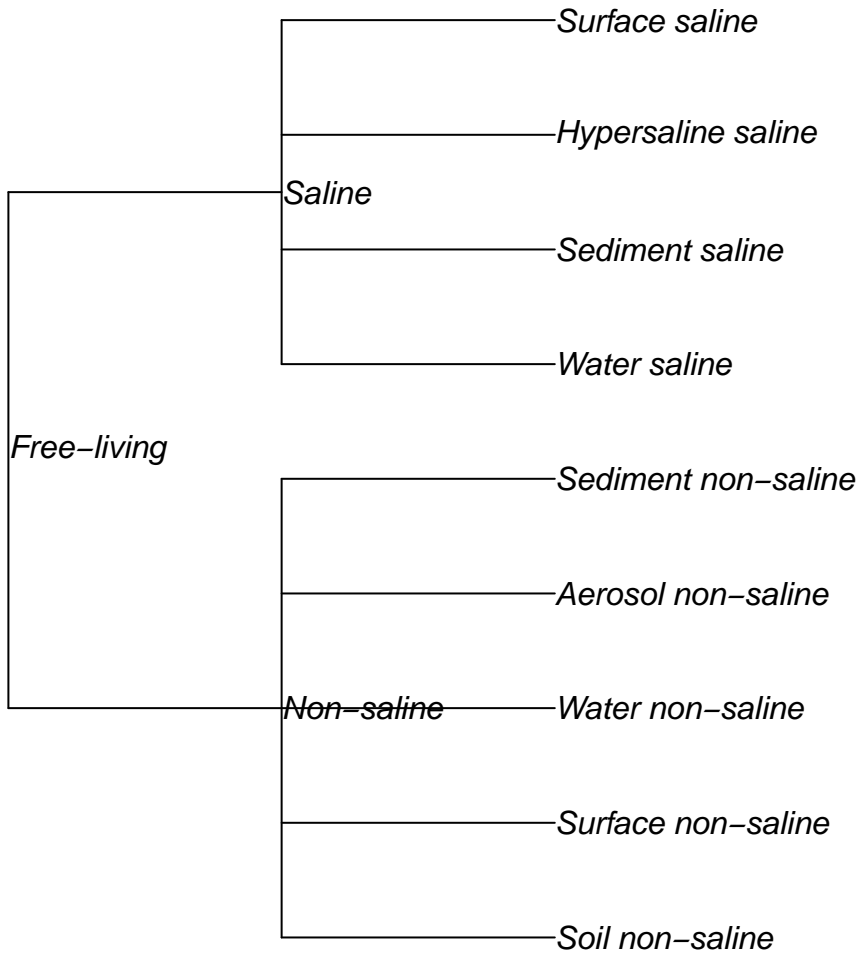 Surface saline
Hypersaline saline
Saline
Sediment saline
Water saline
Free−living
Sediment non−saline
Aerosol non−saline
Non−saline
Water non−saline
Surface non−saline
Soil non−saline